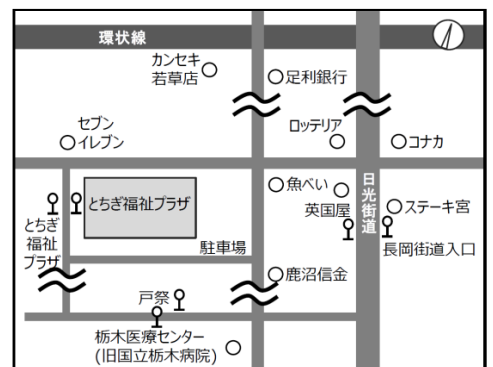 環状線
カンセキ
若草店
足利銀行
セブン
イレブン
ロッテリア
コナカ
とちぎ福祉プラザ
魚べい
英国屋
日光街道
ステーキ宮
とちぎ
福祉
プラザ
駐車場
長岡街道入口
鹿沼信金
戸祭
栃木医療センター
(旧国立栃木病院)